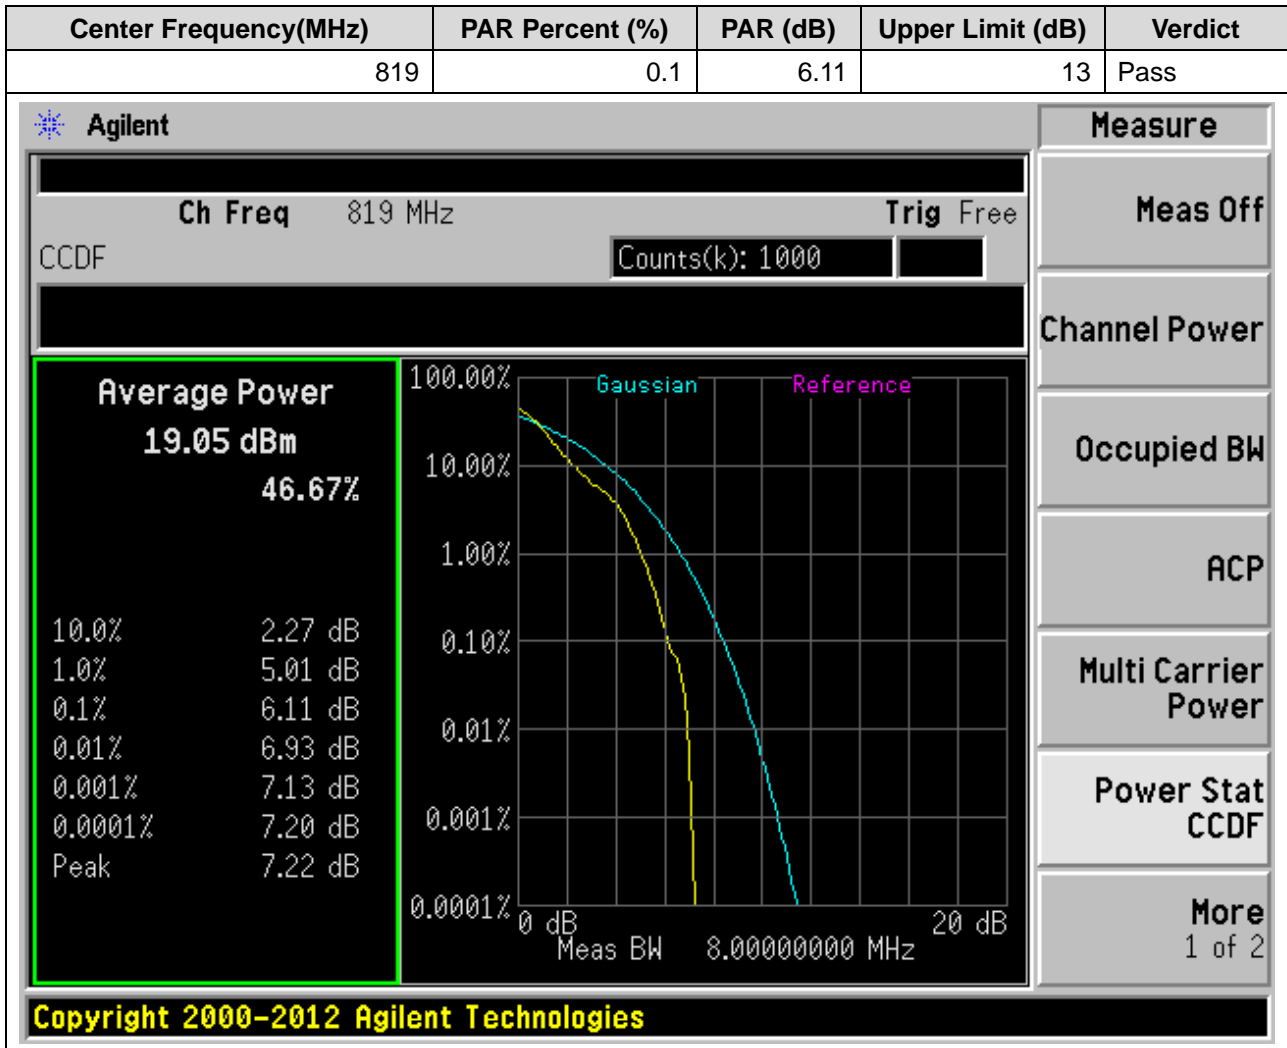 Center Frequency(MHz) PAR Percent (%) PAR (dB) Upper Limit (dB) Verdict
819 0.1 6.11 13 Pass
Agilent
Measure
Ch Freq 819 MHz Trig Free
CCDF Counts(k): 1000
Meas Off
Channel Power
Occupied BW
ACP
Multi Carrier
Power
Power Stat
CCDF
More
1 of 2
Average Power
19.05 dBm
46.67%
10.0% 2.27 dB
1.0% 5.01 dB
0.1% 6.11 dB
0.01% 6.93 dB
0.001% 7.13 dB
0.0001% 7.20 dB
Peak 7.22 dB
Gaussian Reference
100.00%
10.00%
1.00%
0.10%
0.01%
0.001%
0.0001%
0 dB 20 dB
Meas BW 8.00000000 MHz
Copyright 2000-2012 Agilent Technologies